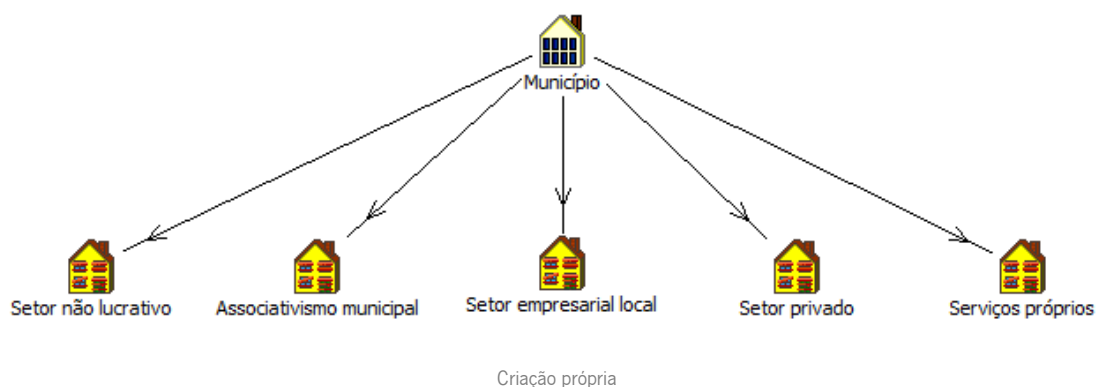 Município
Setor não lucrativo
Associativismo municipal
Setor empresarial local
Setor privado
Serviços próprios
Criação própria